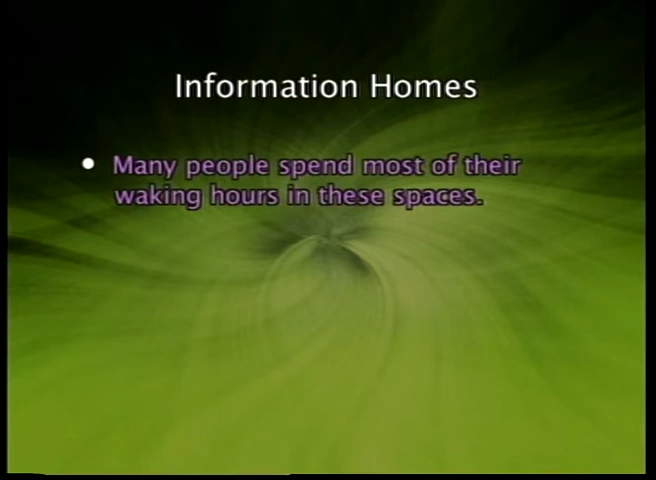 Information Homes
• Many people spend most of their
waking hours in these spaces.